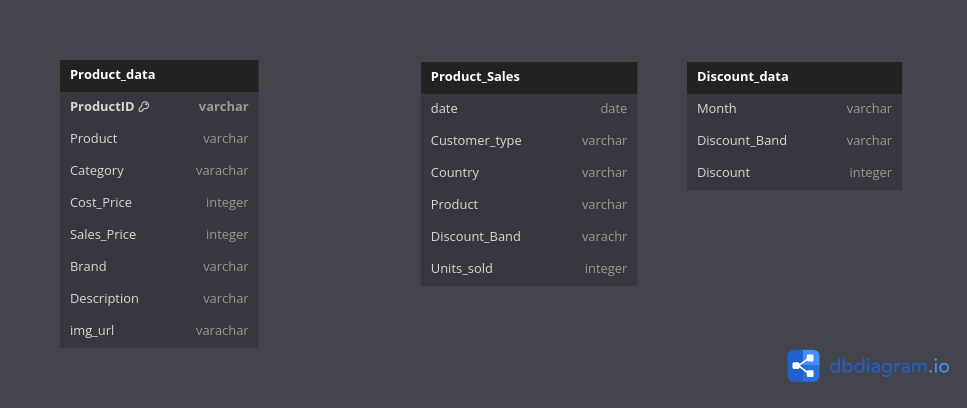 Product_data
ProductID varchar
Product varchar
Category varachar
Cost_Price integer
Sales_Price integer
Brand varchar
Description varchar
img_url varachar
Product_Sales
date date
Customer_type varchar
Country varchar
Product varchar
Discount_Band varachr
Units_sold integer
Discount_data
Month varchar
Discount_Band varchar
Discount integer
dbdiagram.io